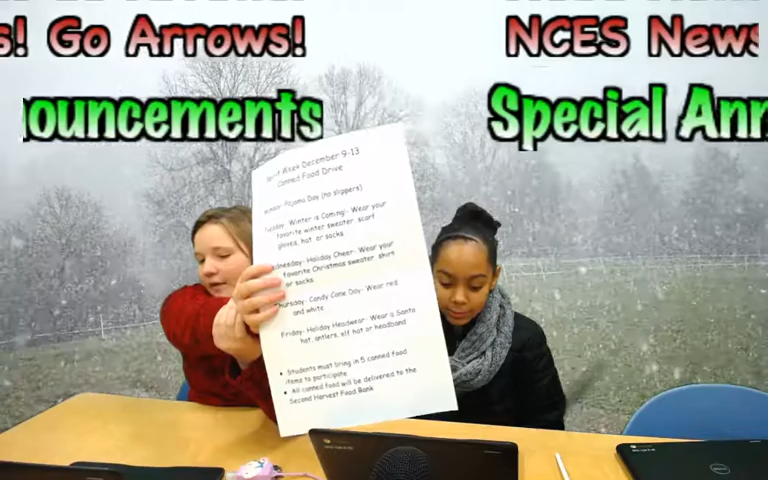 s! Go Arrows!
NCES News
ouncements
Special Ann
Week December 9-13
Canned Food Drive
Pajama Day (no slippers)
Winter is Coming!- Wear your
favorite winter sweater, scarf
gloves, hat, or socks
Holiday Cheer- Wear your
favorite Christmas sweater, shirt
or socks
Candy Cane Day- Wear red
and white
Friday- Holiday Headwear- Wear a Santa
hat, antlers, elf hat or headband
• Students must bring in 5 canned food
items to participate
• All canned food will be delivered to the
Second Harvest Food Bank
DELL